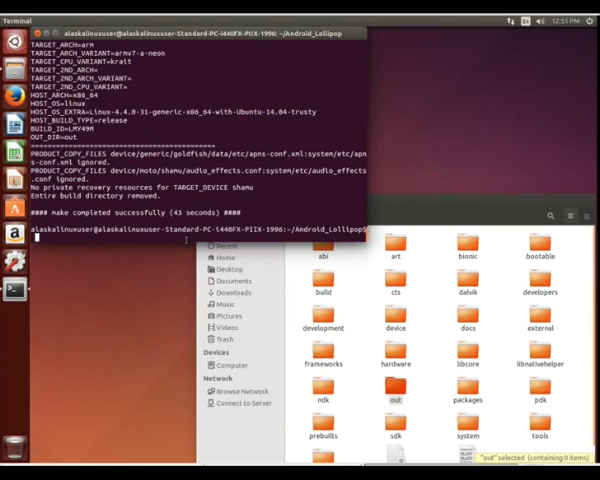 Terminal
12:51 PM
alaskalinuxuser@alaskalinuxuser-Standard-PC-i440FX-PIIX-1996: ~/Android_Lollipop
TARGET_ARCH=arm
TARGET_ARCH_VARIANT=armv7-a-neon
TARGET_CPU_VARIANT=krait
TARGET_2ND_ARCH=
TARGET_2ND_ARCH_VARIANT=
TARGET_2ND_CPU_VARIANT=
HOST_ARCH=x86_64
HOST_OS=linux
HOST_OS_EXTRA=Linux-4.4.0-31-generic-x86_64-with-Ubuntu-14.04-trusty
HOST_BUILD_TYPE=release
BUILD_ID=LMY49M
OUT_DIR=out
============================================
PRODUCT_COPY_FILES device/generic/goldfish/data/etc/apns-conf.xml:system/etc/apn
s-conf.xml ignored.
PRODUCT_COPY_FILES device/moto/shamu/audio_effects.conf:system/etc/audio_effects
.conf ignored.
No private recovery resources for TARGET_DEVICE shamu
Entire build directory removed.
#### make completed successfully (43 seconds) ####
alaskalinuxuser@alaskalinuxuser-Standard-PC-i440FX-PIIX-1996:~/Android_Lollipop$
Recent
Home
Desktop
Documents
Downloads
Music
Pictures
Videos
Trash
Devices
Computer
Network
Browse Network
Connect to Server
abi art bionic bootable
build cts dalvik developers
development device docs external
frameworks hardware libcore libnativehelper
ndk out packages pdk
prebuilts sdk system tools
"out" selected (containing 0 items)